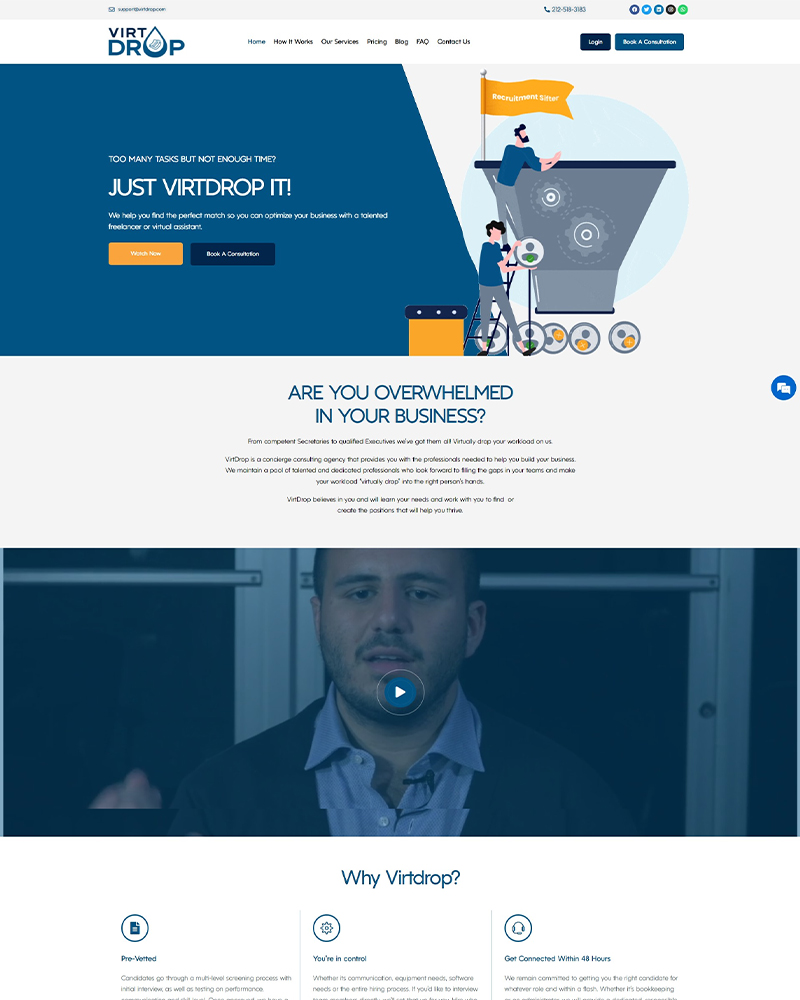 support@virtdrop.com
212-518-3183
VIRT
DROP
Home How It Works Our Services Pricing Blog FAQ Contact Us
Login
Book A Consultation
Recruitment Sifter
TOO MANY TASKS BUT NOT ENOUGH TIME?
JUST VIRTDROP IT!
We help you find the perfect match so you can optimize your business with a talented
freelancer or virtual assistant.
Watch Now
Book A Consultation
ARE YOU OVERWHELMED
IN YOUR BUSINESS?
From competent Secretaries to qualified Executives we've got them all! Virtually drop your workload on us.
VirtDrop is a concierge consulting agency that provides you with the professionals needed to help you build your business.
We maintain a pool of talented and dedicated professionals who look forward to filling the gaps in your teams and make
your workload "virtually drop" into the right person's hands.
VirtDrop believes in you and will learn your needs and work with you to find or
create the positions that will help you thrive.
Why Virtdrop?
Pre-Vetted
Candidates go through a multi-level screening process with
initial interview, as well as testing on performance,
You're in control
Whether its communication, equipment needs, software
needs or the entire hiring process. If you'd like to interview
Get Connected Within 48 Hours
We remain committed to getting you the right candidate for
whatever role and within a flash. Whether it's bookkeeping